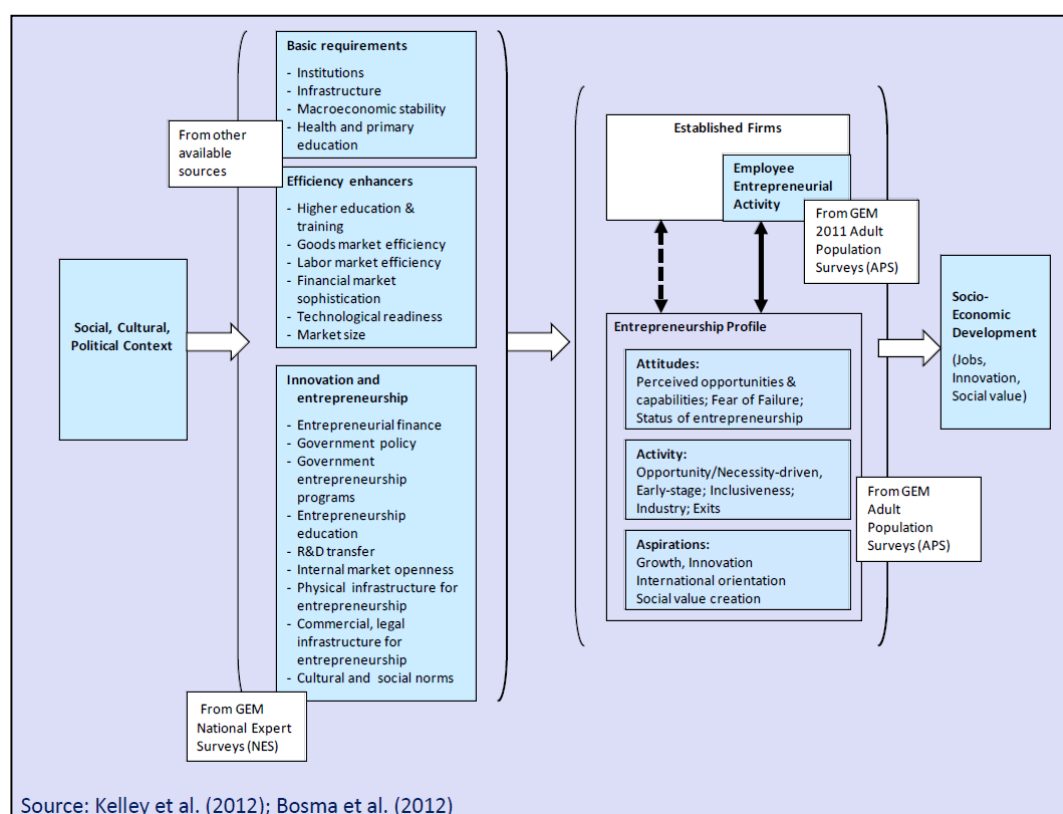 Basic requirements
- Institutions
- Infrastructure
- Macroeconomic stability
- Health and primary
education
From other
available
sources
Efficiency enhancers
- Higher education &
training
- Goods market efficiency
- Labor market efficiency
- Financial market
sophistication
- Technological readiness
- Market size
Social, Cultural,
Political Context
Innovation and
entrepreneurship
- Entrepreneurial finance
- Government policy
- Government
entrepreneurship
programs
- Entrepreneurship
education
- R&D transfer
- Internal market openness
- Physical infrastructure for
entrepreneurship
- Commercial, legal
infrastructure for
entrepreneurship
- Cultural and social norms
From GEM
National Expert
Surveys (NES)
Established Firms
Employee
Entrepreneurial
Activity
From GEM
2011 Adult
Population
Surveys (APS)
Entrepreneurship Profile
Attitudes:
Perceived opportunities &
capabilities; Fear of Failure;
Status of entrepreneurship
Activity:
Opportunity/Necessity-driven,
Early-stage; Inclusiveness;
Industry; Exits
Aspirations:
Growth, Innovation
International orientation
Social value creation
From GEM
Adult
Population
Surveys (APS)
Socio-
Economic
Development
(Jobs,
Innovation,
Social value)
Source: Kelley et al. (2012); Bosma et al. (2012)